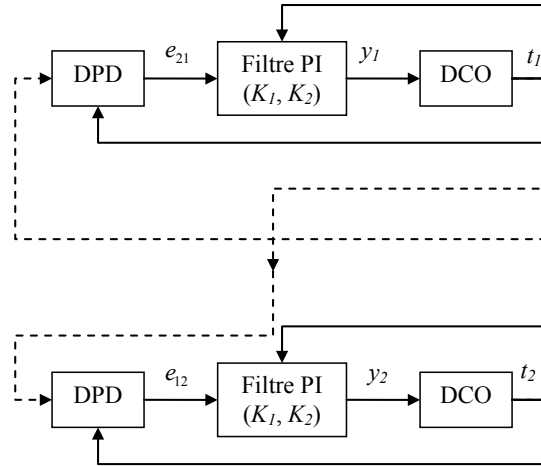 DPD
e21
Filtre PI
(K1, K2)
y1
DCO
t1
DPD
e12
Filtre PI
(K1, K2)
y2
DCO
t2